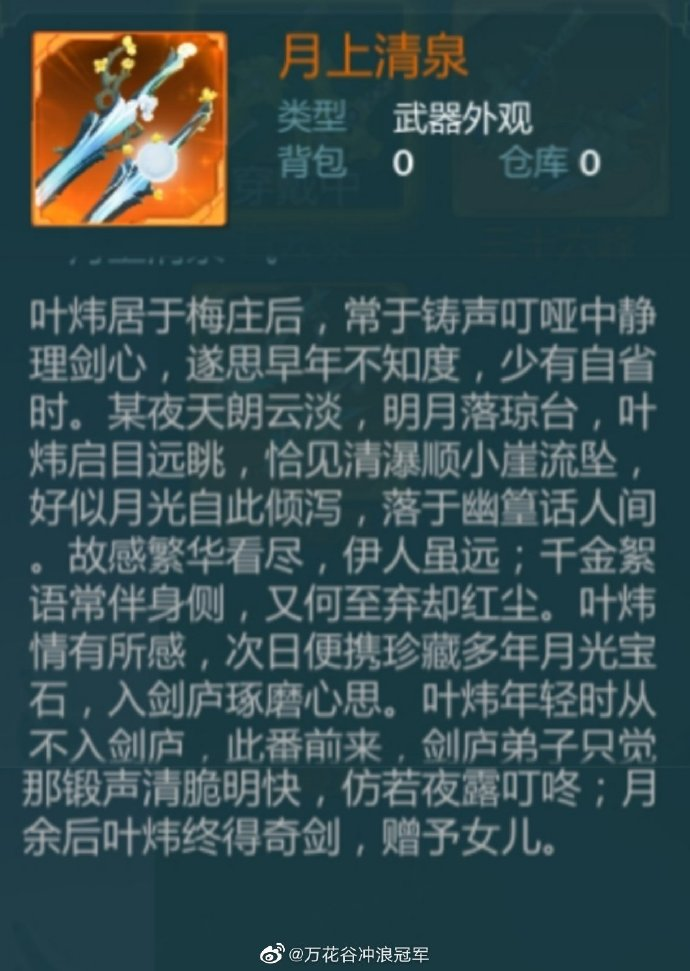 月上清泉
类型 武器外观
背包 0 仓库 0
叶炜居于梅庄后，常于铸声叮哑中静
理剑心，遂思早年不知度，少有自省
时。某夜天朗云淡，明月落琼台，叶
炜启目远眺，恰见清瀑顺小崖流坠，
好似月光自此倾泻，落于幽篁话人间
。故感繁华看尽，伊人虽远；千金絮
语常伴身侧，又何至弃却红尘。叶炜
情有所感，次日便携珍藏多年月光宝
石，入剑庐琢磨心思。叶炜年轻时从
不入剑庐，此番前来，剑庐弟子只觉
那锻声清脆明快，仿若夜露叮咚；月
余后叶炜终得奇剑，赠予女儿。
@万花谷冲浪冠军